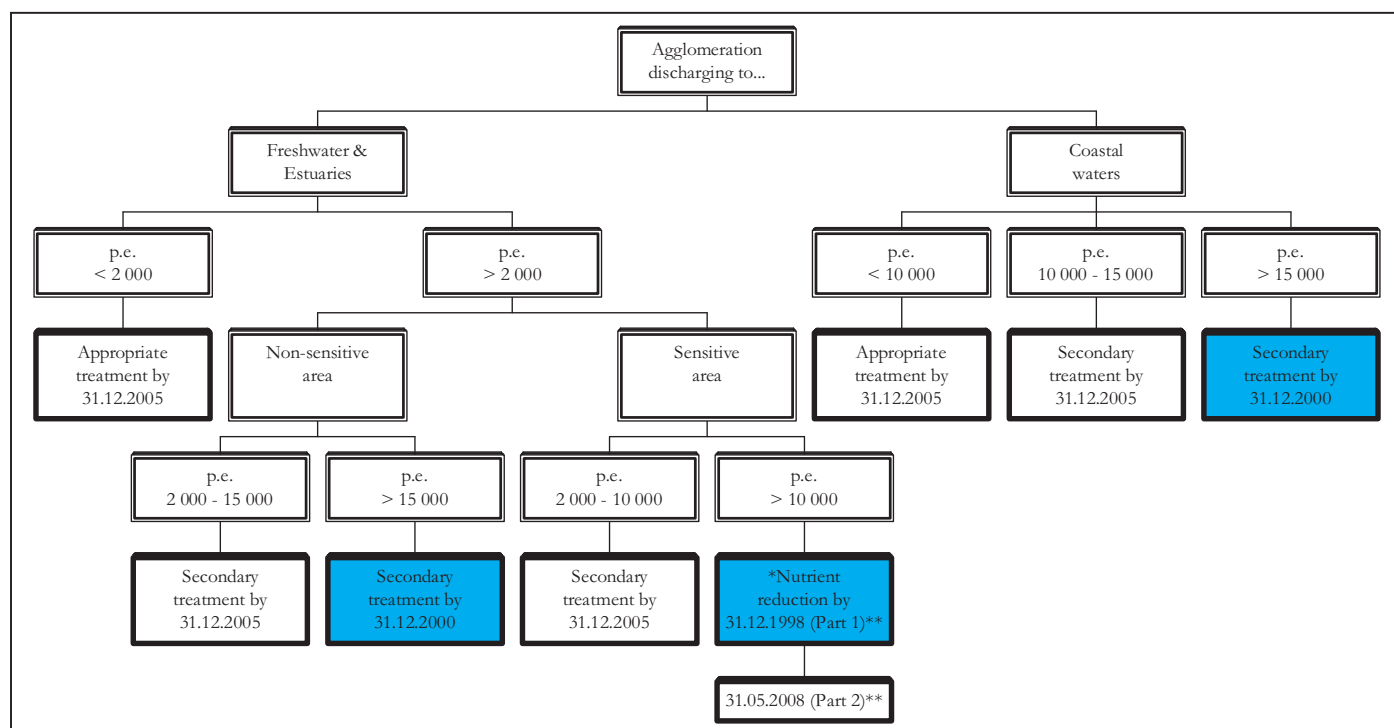 Agglomeration
discharging to...
Freshwater &
Estuaries
Coastal
waters
p.e.
< 2 000
p.e.
> 2 000
p.e.
< 10 000
p.e.
10 000 - 15 000
p.e.
> 15 000
Appropriate
treatment by
31.12.2005
Non-sensitive
area
Sensitive
area
Appropriate
treatment by
31.12.2005
Secondary
treatment by
31.12.2005
Secondary
treatment by
31.12.2000
p.e.
2 000 - 15 000
p.e.
> 15 000
p.e.
2 000 - 10 000
p.e.
> 10 000
Secondary
treatment by
31.12.2005
Secondary
treatment by
31.12.2000
Secondary
treatment by
31.12.2005
*Nutrient
reduction by
31.12.1998 (Part 1)**
31.05.2008 (Part 2)**